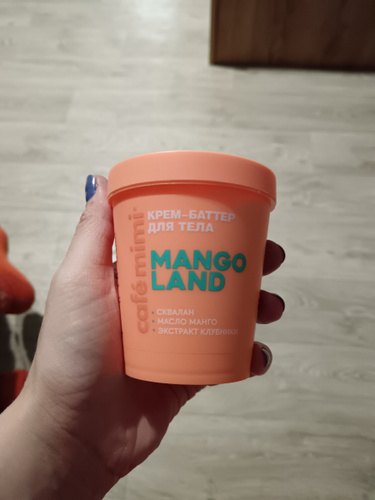 café mimi
КРЕМ-БАТТЕР
ДЛЯ ТЕЛА
MANGO
LAND
• СКВАЛАН
• МАСЛО МАНГО
• ЭКСТРАКТ КЛУБНИКИ